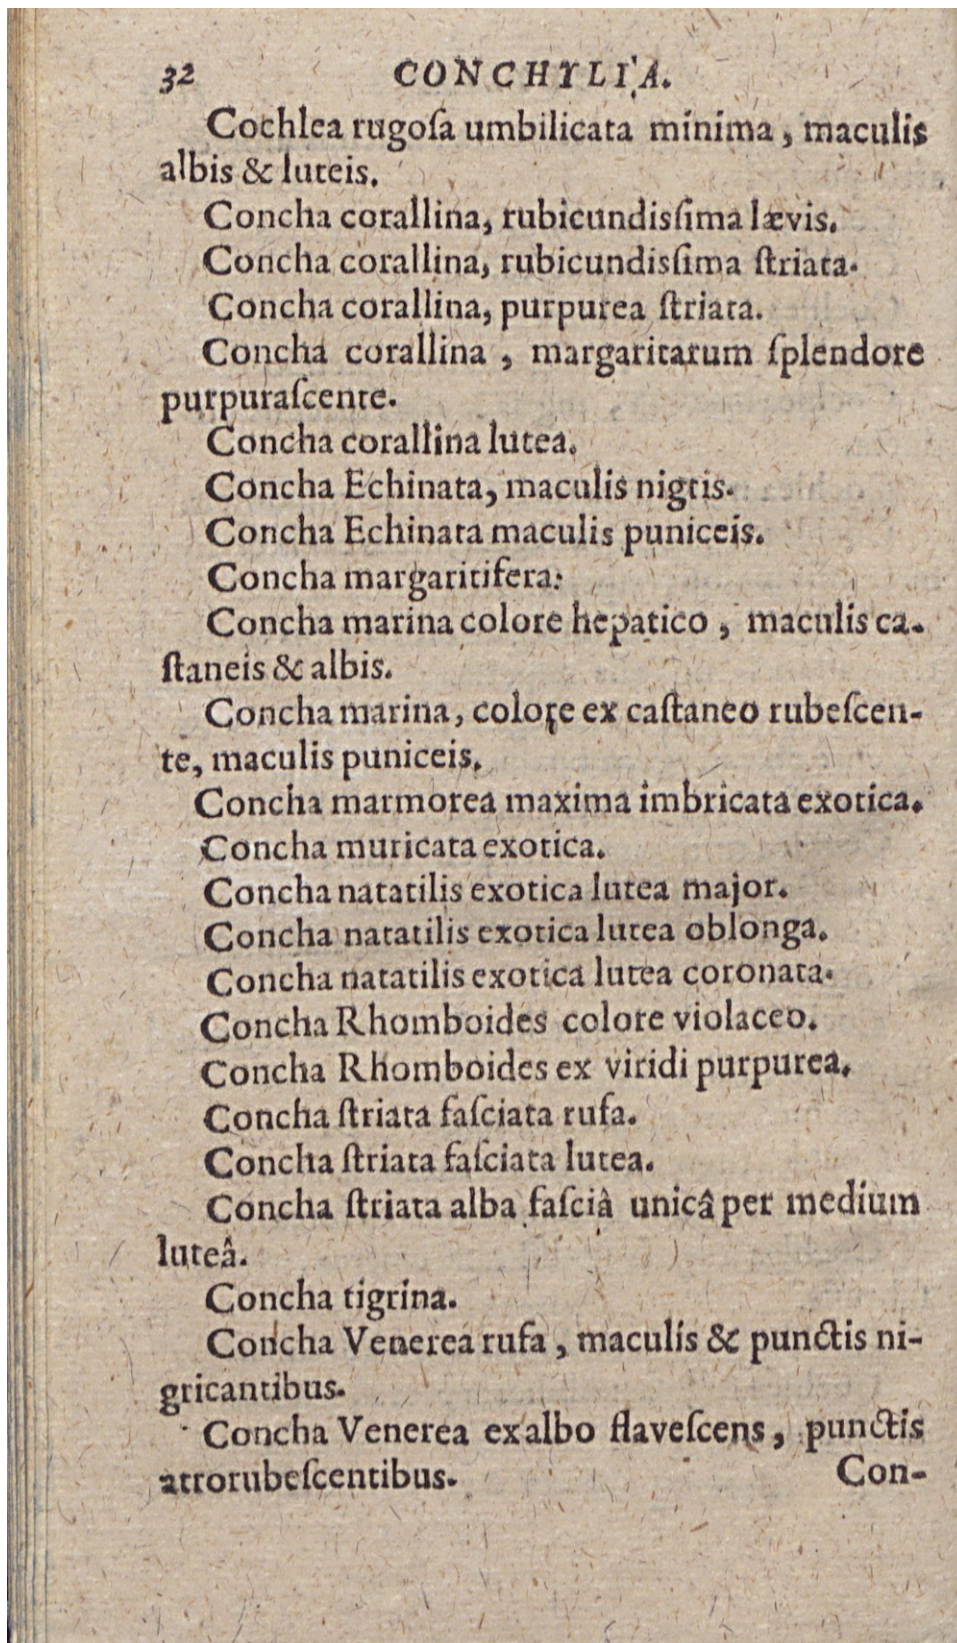 32 CONCHYLIA.
Cochlea rugoſa umbilicata minima, maculis
albis & luteis.
Concha corallina, rubicundisſima lævis.
Concha corallina, rubicundisſima ſtriata.
Concha corallina, purpurea ſtriata.
Concha corallina, margaritarum ſplendore
purpuraſcente.
Concha corallina lutea.
Concha Echinata, maculis nigris.
Concha Echinata maculis puniceis.
Concha margaritifera.
Concha marina colore hepatico, maculis ca-
ſtaneis & albis.
Concha marina, colore ex caſtaneo rubeſcen-
te, maculis puniceis.
Concha marmorea maxima imbricata exotica.
Concha muricata exotica.
Concha natatilis exotica lutea major.
Concha natatilis exotica lutea oblonga.
Concha natatilis exotica lutea coronata.
Concha Rhomboides colore violaceo.
Concha Rhomboides ex viridi purpurea.
Concha ſtriata faſciata rufa.
Concha ſtriata faſciata lutea.
Concha ſtriata alba faſciâ unicâ per medium
luteâ.
Concha tigrina.
Concha Venerea rufa, maculis & punctis ni-
gricantibus.
Concha Venerea ex albo flaveſcens, punctis
atrorubeſcentibus.
Con-